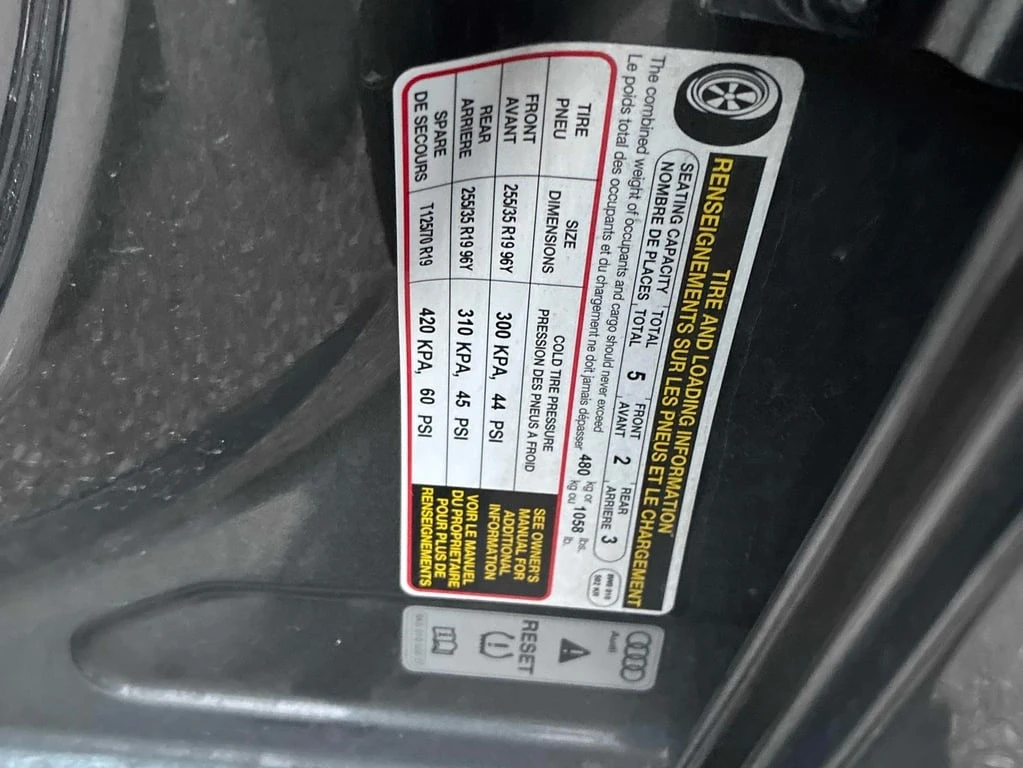 TIRE AND LOADING INFORMATION
RENSEIGNEMENTS SUR LES PNEUS ET LE CHARGEMENT
SEATING CAPACITY TOTAL 5 FRONT 2 REAR 3
NOMBRE DE PLACES TOTAL AVANT ARRIERE
The combined weight of occupants and cargo should never exceed 480 kg or 1058 lbs.
Le poids total des occupants et du chargement ne doit jamais dépasser kg ou lb.
TIRE SIZE COLD TIRE PRESSURE
PNEU DIMENSIONS PRESSION DES PNEUS A FROID
FRONT 255/35 R19 96Y 300 KPA, 44 PSI
AVANT
REAR 255/35 R19 96Y 310 KPA, 45 PSI
ARRIERE
SPARE T125/70 R19 420 KPA, 60 PSI
DE SECOURS
SEE OWNER'S
MANUAL FOR
ADDITIONAL
INFORMATION
VOIR LE MANUEL
DU PROPRIETAIRE
POUR PLUS DE
RENSEIGNEMENTS
Audi
RESET